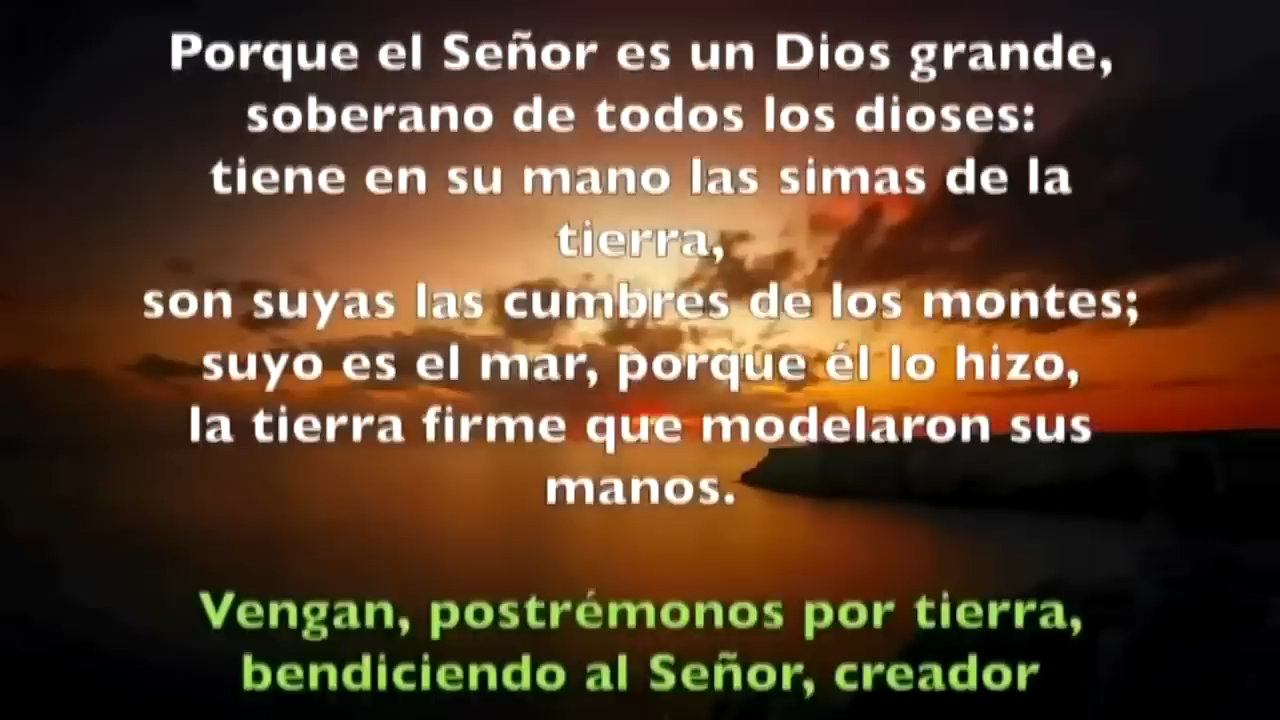 Porque el Señor es un Dios grande,
soberano de todos los dioses:
tiene en su mano las simas de la
tierra,
son suyas las cumbres de los montes;
suyo es el mar, porque él lo hizo,
la tierra firme que modelaron sus
manos.
Vengan, postrémonos por tierra,
bendiciendo al Señor, creador